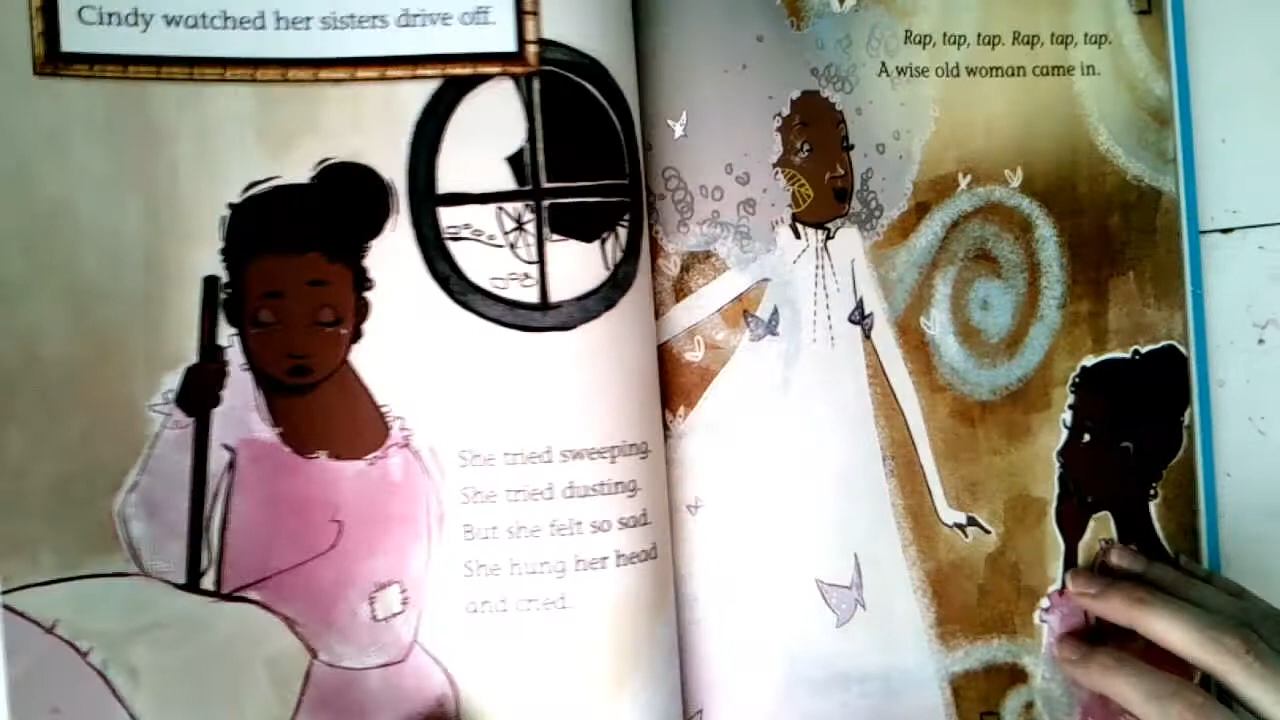 Cindy watched her sisters drive off.
She tried sweeping.
She tried dusting.
But she felt so sad.
She hung her head
and cried.
Rap, tap, tap. Rap, tap, tap.
A wise old woman came in.